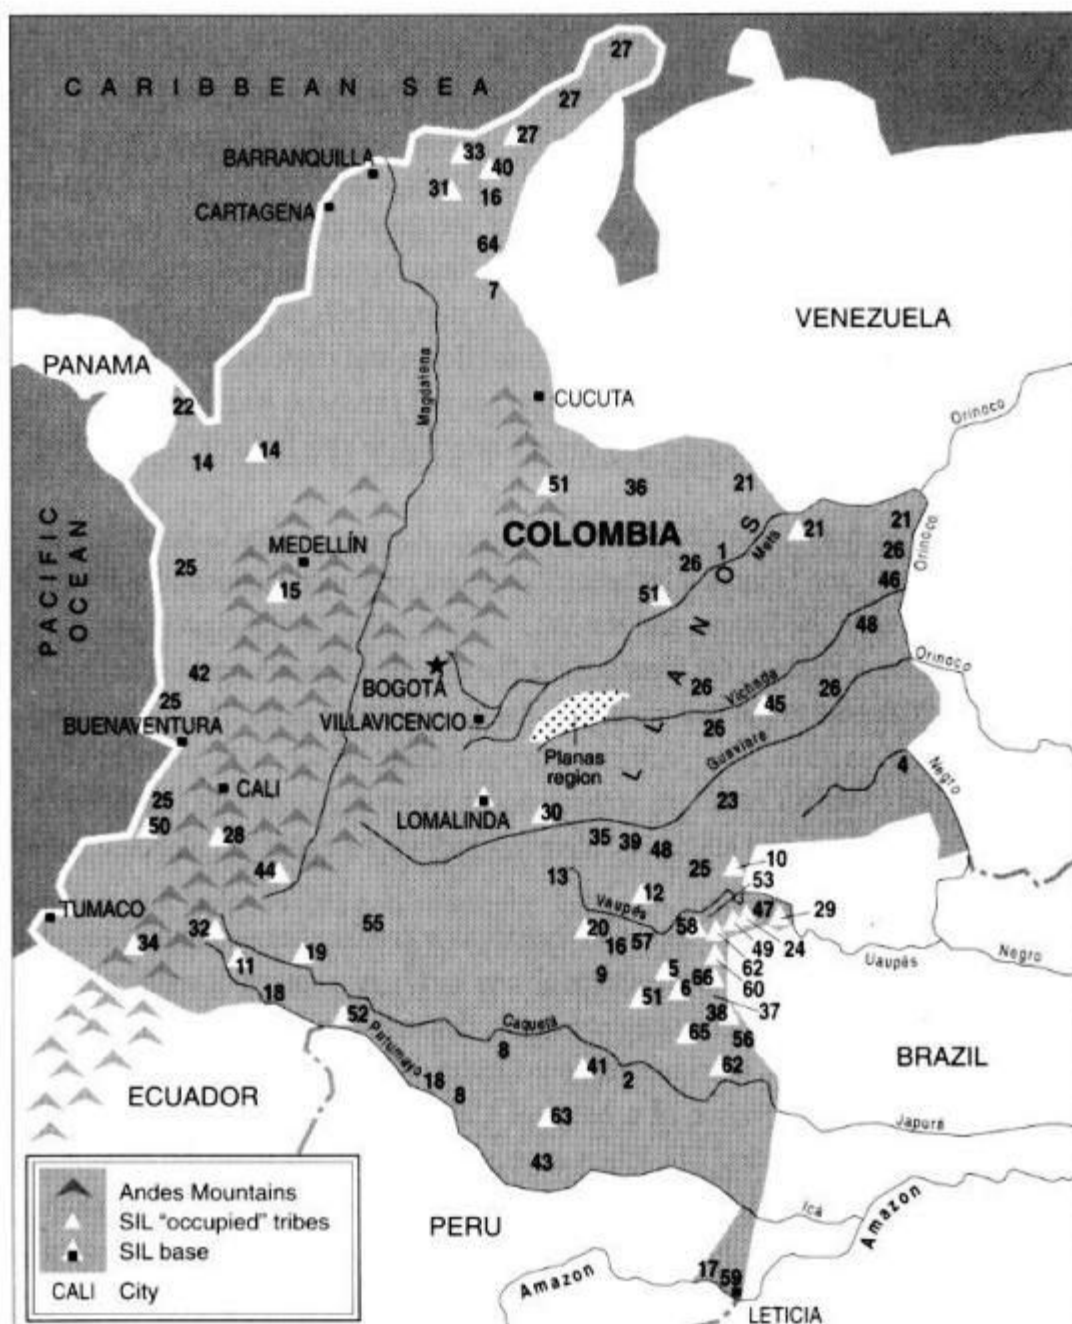 27
CARIBBEAN SEA
27
27
33
BARRANQUILLA
40
31
16
CARTAGENA
64
7
VENEZUELA
PANAMA
Magdalena
CUCUTA
22
Orinoco
14
14
51
36
21
PACIFIC
OCEAN
COLOMBIA
S
Meta
21
21
Orinoco
MEDELLÍN
1
26
26
25
46
15
51
N
48
Orinoco
42
BOGOTÁ
A
26
Vichada
26
25
VILLAVICENCIO
45
BUENAVENTURA
L
26
Guaviare
Planas
region
L
4
Negro
CALI
25
LOMALINDA
30
23
50
28
35
39
48
44
25
10
13
53
12
TUMACO
Vaupés
47
29
55
32
20
58
34
16
57
49
24
Negro
11
19
62
Uaupés
9
5
66
60
18
51
6
37
52
38
Caquetá
65
56
Putumayo
8
BRAZIL
41
62
ECUADOR
18
8
2
63
Japurá
43
Andes Mountains
SIL "occupied" tribes
SIL base
CALI City
PERU
Içá
Amazon
17
59
Amazon
LETICIA